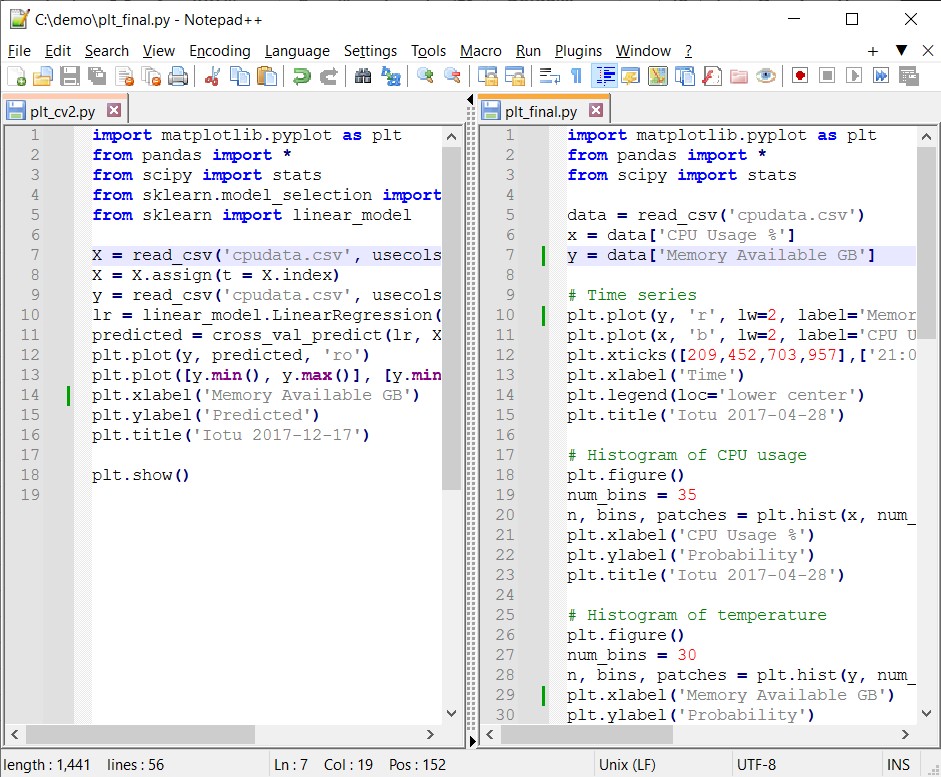 C:\demo\plt_final.py - Notepad++
File Edit Search View Encoding Language Settings Tools Macro Run Plugins Window ? + ▼ X
plt_cv2.py
1 import matplotlib.pyplot as plt
2 from pandas import *
3 from scipy import stats
4 from sklearn.model_selection import
5 from sklearn import linear_model
6
7 X = read_csv('cpudata.csv', usecols
8 X = X.assign(t = X.index)
9 y = read_csv('cpudata.csv', usecols
10 lr = linear_model.LinearRegression(
11 predicted = cross_val_predict(lr, X
12 plt.plot(y, predicted, 'ro')
13 plt.plot([y.min(), y.max()], [y.min
14 plt.xlabel('Memory Available GB')
15 plt.ylabel('Predicted')
16 plt.title('Iotu 2017-12-17')
17
18 plt.show()
19
plt_final.py
1 import matplotlib.pyplot as plt
2 from pandas import *
3 from scipy import stats
4
5 data = read_csv('cpudata.csv')
6 x = data['CPU Usage %']
7 y = data['Memory Available GB']
8
9 # Time series
10 plt.plot(y, 'r', lw=2, label='Memor
11 plt.plot(x, 'b', lw=2, label='CPU U
12 plt.xticks([209,452,703,957],['21:0
13 plt.xlabel('Time')
14 plt.legend(loc='lower center')
15 plt.title('Iotu 2017-04-28')
16
17 # Histogram of CPU usage
18 plt.figure()
19 num_bins = 35
20 n, bins, patches = plt.hist(x, num_
21 plt.xlabel('CPU Usage %')
22 plt.ylabel('Probability')
23 plt.title('Iotu 2017-04-28')
24
25 # Histogram of temperature
26 plt.figure()
27 num_bins = 30
28 n, bins, patches = plt.hist(y, num_
29 plt.xlabel('Memory Available GB')
30 plt.ylabel('Probability')
length : 1,441 lines : 56 Ln : 7 Col : 19 Pos : 152 Unix (LF) UTF-8 INS